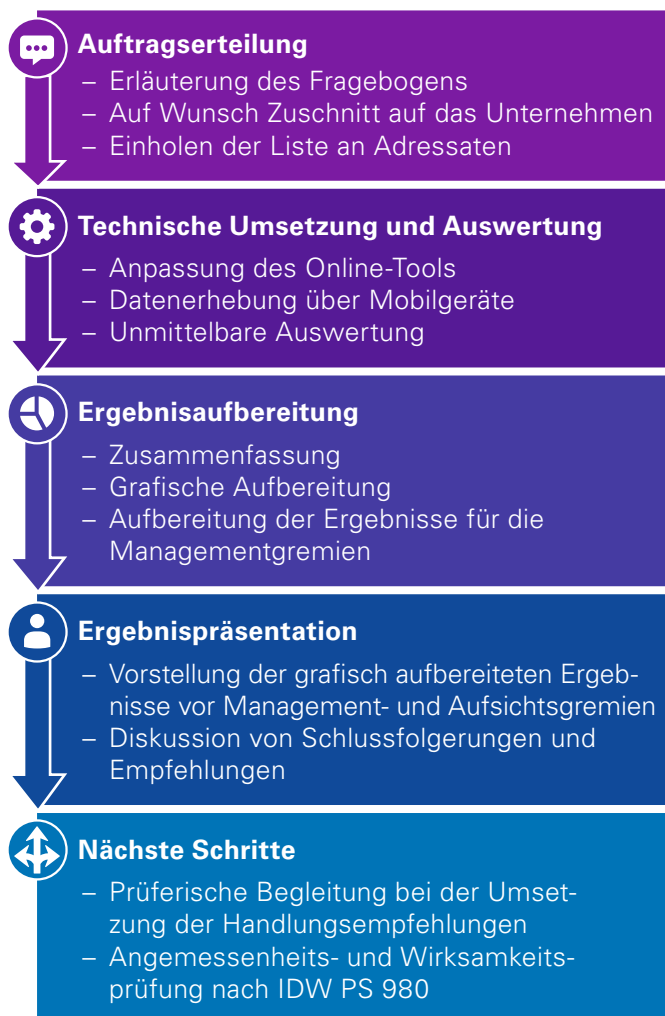 Auftragserteilung
– Erläuterung des Fragebogens
– Auf Wunsch Zuschnitt auf das Unternehmen
– Einholen der Liste an Adressaten
Technische Umsetzung und Auswertung
– Anpassung des Online-Tools
– Datenerhebung über Mobilgeräte
– Unmittelbare Auswertung
Ergebnisaufbereitung
– Zusammenfassung
– Grafische Aufbereitung
– Aufbereitung der Ergebnisse für die
Managementgremien
Ergebnispräsentation
– Vorstellung der grafisch aufbereiteten Ergeb-
nisse vor Management- und Aufsichtsgremien
– Diskussion von Schlussfolgerungen und
Empfehlungen
Nächste Schritte
– Prüferische Begleitung bei der Umset-
zung der Handlungsempfehlungen
– Angemessenheits- und Wirksamkeits-
prüfung nach IDW PS 980